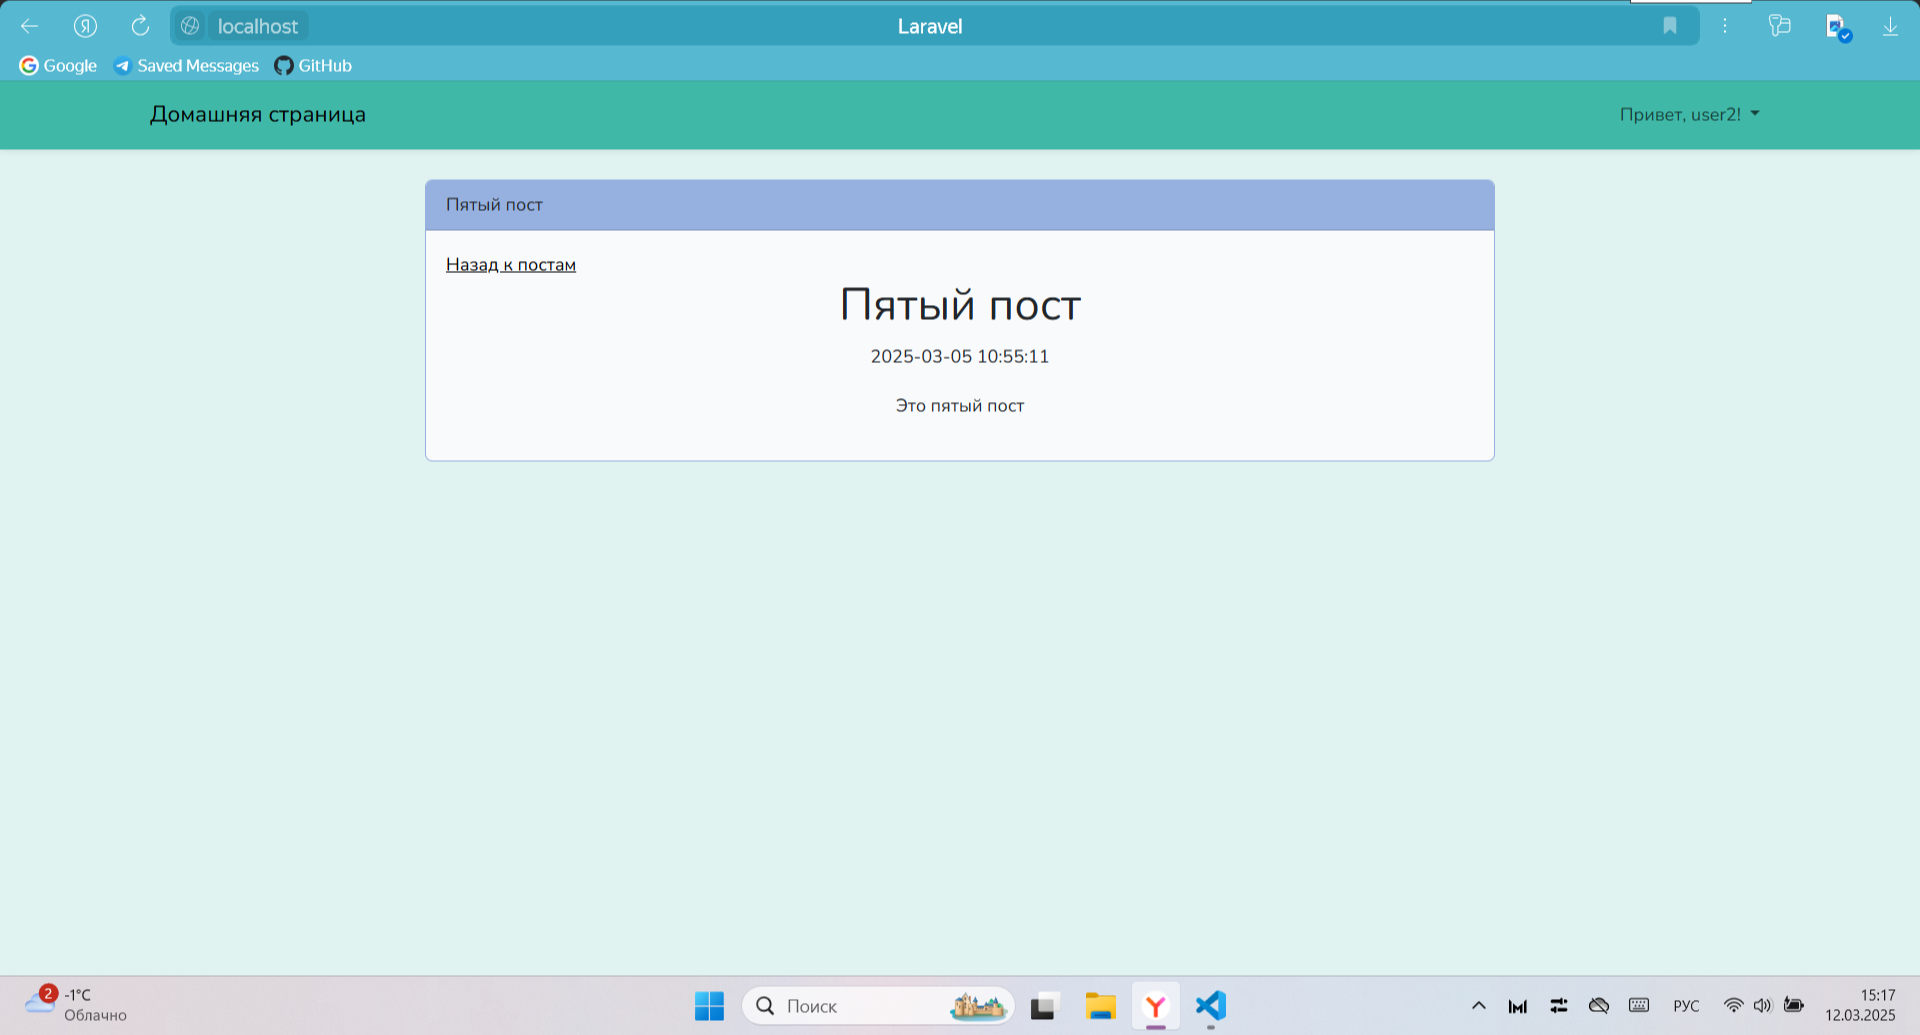 localhost
Laravel
Google
Saved Messages
GitHub
Домашняя страница
Привет, user2!
Пятый пост
Назад к постам
Пятый пост
2025-03-05 10:55:11
Это пятый пост
2
-1°C
Облачно
Поиск
РУС
15:17
12.03.2025